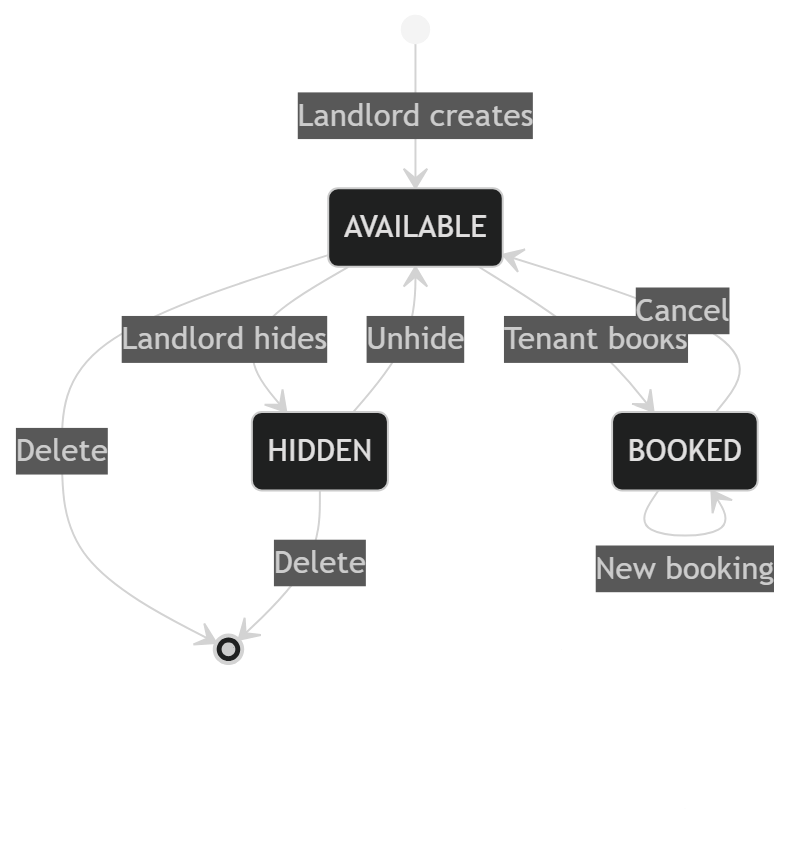 Landlord creates
AVAILABLE
Cancel
Landlord hides
Unhide
Tenant books
Delete
HIDDEN
BOOKED
Delete
New booking